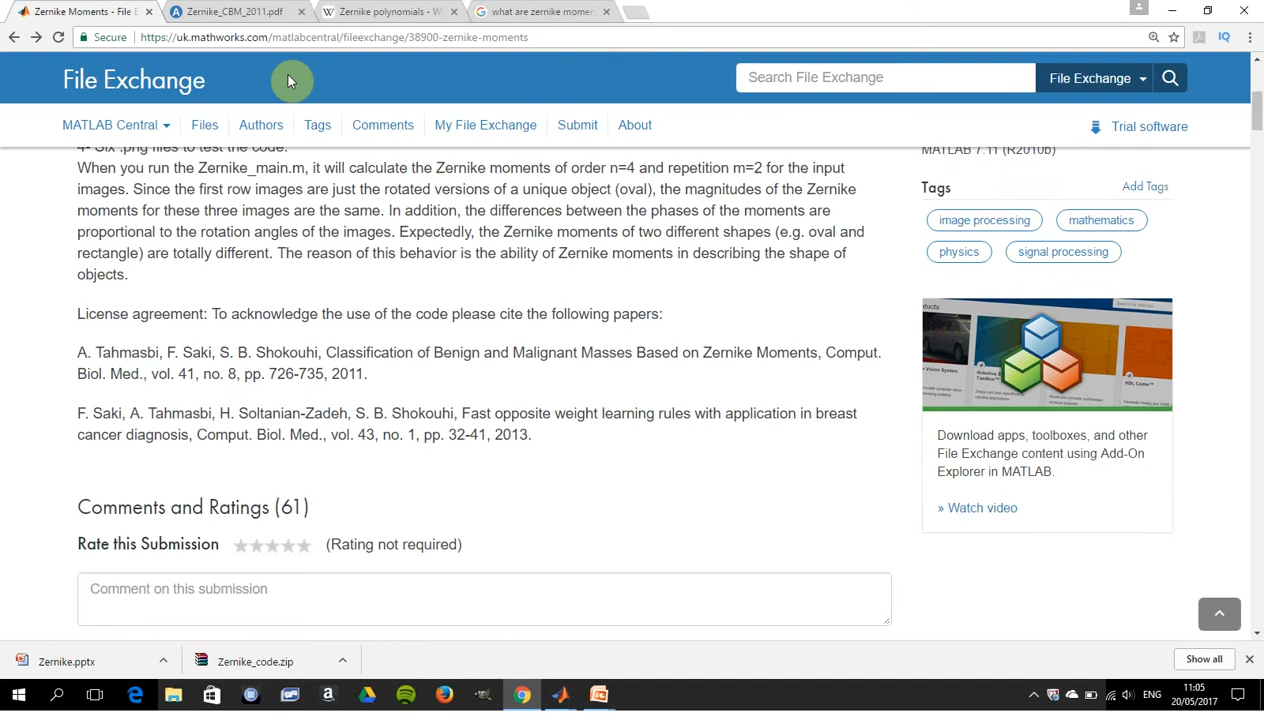 Zernike Moments - File E
Zernike_CBM_2011.pdf
Zernike polynomials - W
what are zernike momen
Secure
https://uk.mathworks.com/matlabcentral/fileexchange/38900-zernike-moments
File Exchange
Search File Exchange
File Exchange
MATLAB Central
Files
Authors
Tags
Comments
My File Exchange
Submit
About
Trial software
4- Six .png files to test the code.
When you run the Zernike_main.m, it will calculate the Zernike moments of order n=4 and repetition m=2 for the input
images. Since the first row images are just the rotated versions of a unique object (oval), the magnitudes of the Zernike
moments for these three images are the same. In addition, the differences between the phases of the moments are
proportional to the rotation angles of the images. Expectedly, the Zernike moments of two different shapes (e.g. oval and
rectangle) are totally different. The reason of this behavior is the ability of Zernike moments in describing the shape of
objects.
License agreement: To acknowledge the use of the code please cite the following papers:
A. Tahmasbi, F. Saki, S. B. Shokouhi, Classification of Benign and Malignant Masses Based on Zernike Moments, Comput.
Biol. Med., vol. 41, no. 8, pp. 726-735, 2011.
F. Saki, A. Tahmasbi, H. Soltanian-Zadeh, S. B. Shokouhi, Fast opposite weight learning rules with application in breast
cancer diagnosis, Comput. Biol. Med., vol. 43, no. 1, pp. 32-41, 2013.
Comments and Ratings (61)
Rate this Submission
(Rating not required)
Comment on this submission
MATLAB 7.11 (R2010b)
Tags
Add Tags
image processing
mathematics
physics
signal processing
Download apps, toolboxes, and other
File Exchange content using Add-On
Explorer in MATLAB.
» Watch video
Zernike.pptx
Zernike_code.zip
Show all
ENG
11:05
20/05/2017